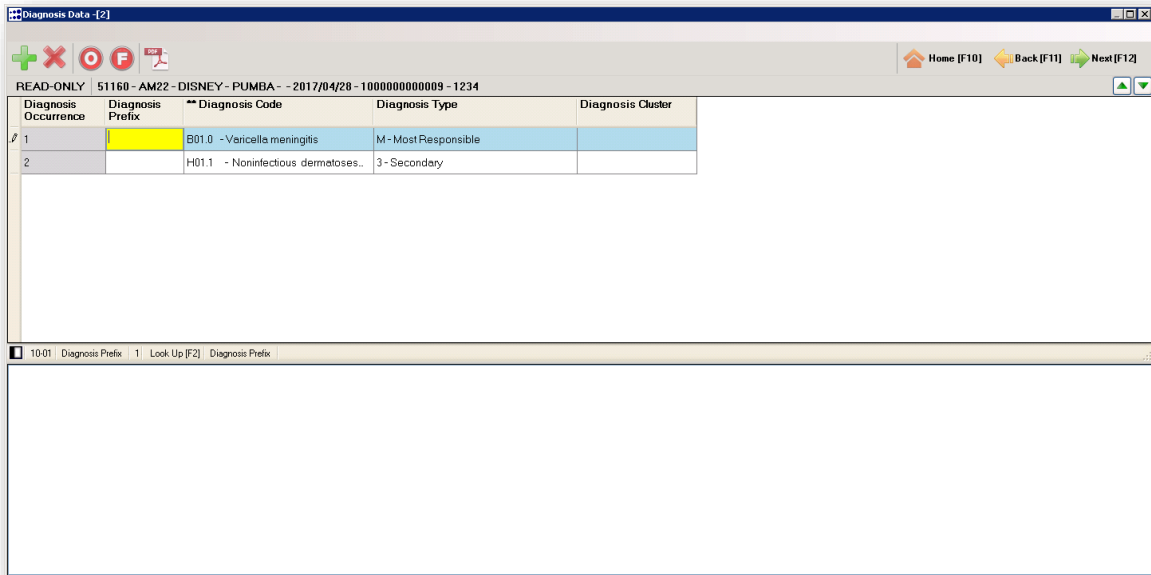 Diagnosis Data -[2]
O F PDF Home [F10] Back [F11] Next [F12]
READ-ONLY 51160 - AM22 - DISNEY - PUMBA - - 2017/04/28 - 1000000000009 - 1234
Diagnosis Occurrence Diagnosis Prefix ** Diagnosis Code Diagnosis Type Diagnosis Cluster
1 B01.0 - Varicella meningitis M - Most Responsible
2 H01.1 - Noninfectious dermatoses... 3 - Secondary
10-01 Diagnosis Prefix 1 Look Up [F2] Diagnosis Prefix